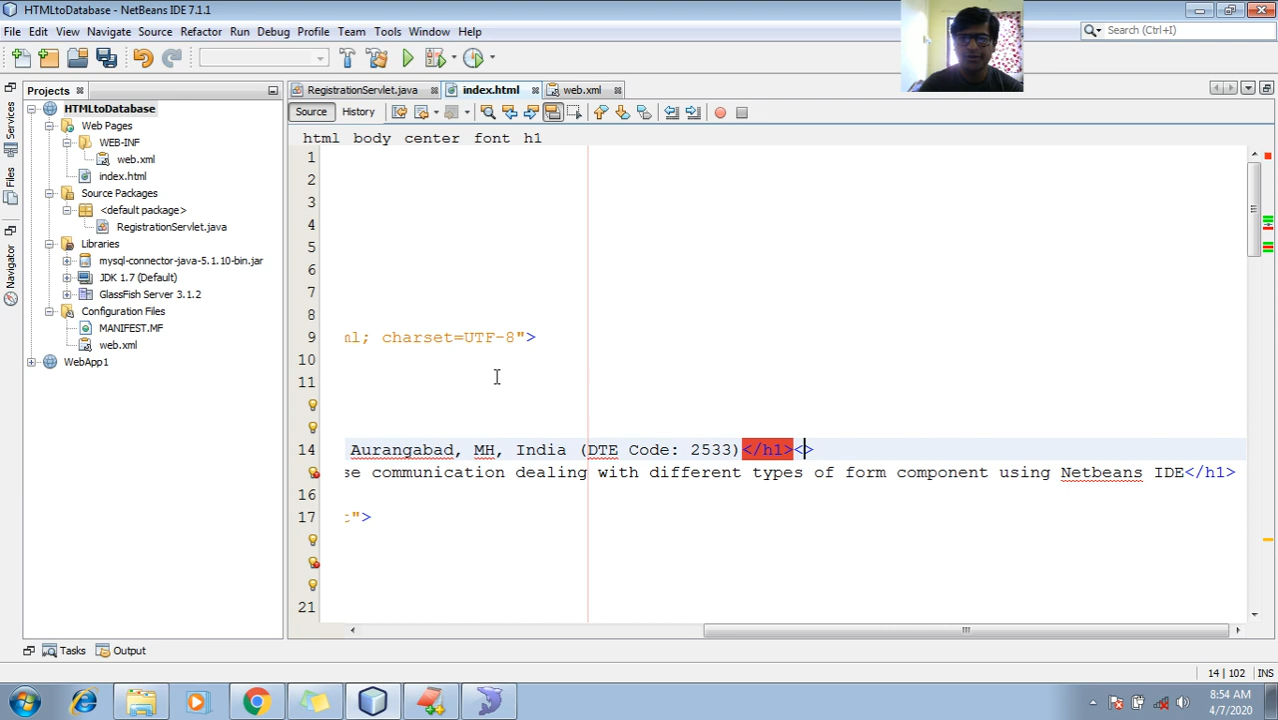 HTMLtoDatabase - NetBeans IDE 7.1.1
File Edit View Navigate Source Refactor Run Debug Profile Team Tools Window Help
Search (Ctrl+I)
Projects
RegistrationServlet.java
index.html
web.xml
Services
Files
Navigator
Source History
html body center font h1
HTMLtoDatabase
Web Pages
WEB-INF
web.xml
index.html
Source Packages
<default package>
RegistrationServlet.java
Libraries
mysql-connector-java-5.1.10-bin.jar
JDK 1.7 (Default)
GlassFish Server 3.1.2
Configuration Files
MANIFEST.MF
web.xml
WebApp1
1
2
3
4
5
6
7
8
9 ml; charset=UTF-8">
10
11
14 Aurangabad, MH, India (DTE Code: 2533)</h1><>
se communication dealing with different types of form component using Netbeans IDE</h1>
16
17 t">
21
Tasks Output
14 | 102 INS
8:54 AM
4/7/2020